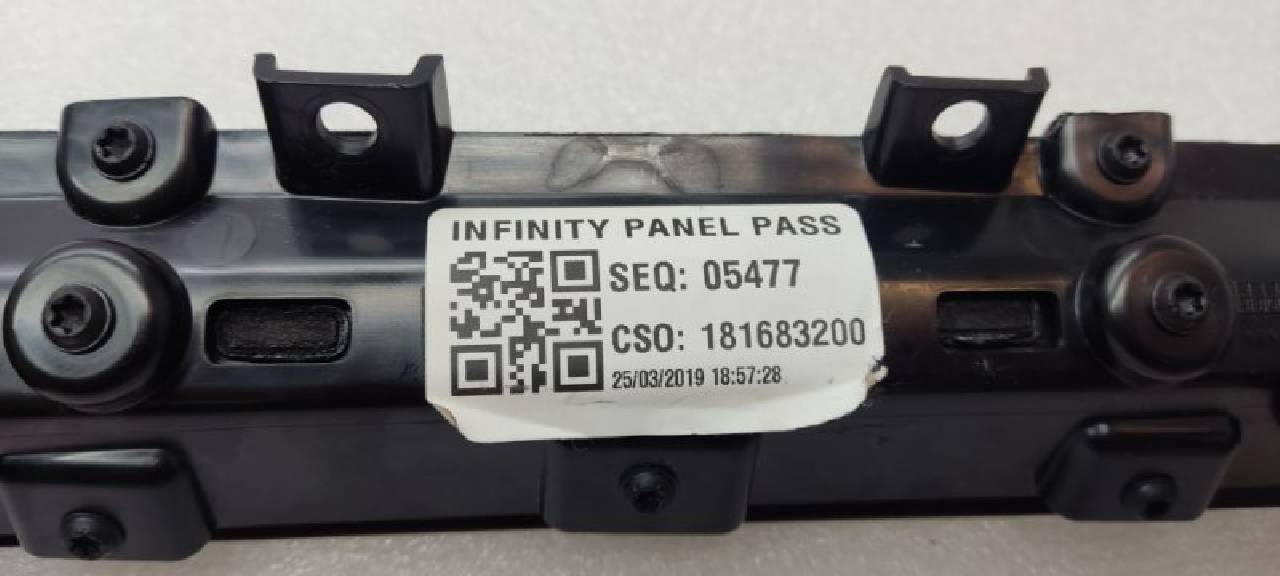 INFINITY PANEL PASS
SEQ: 05477
CSO: 181683200
25/03/2019 18:57:28